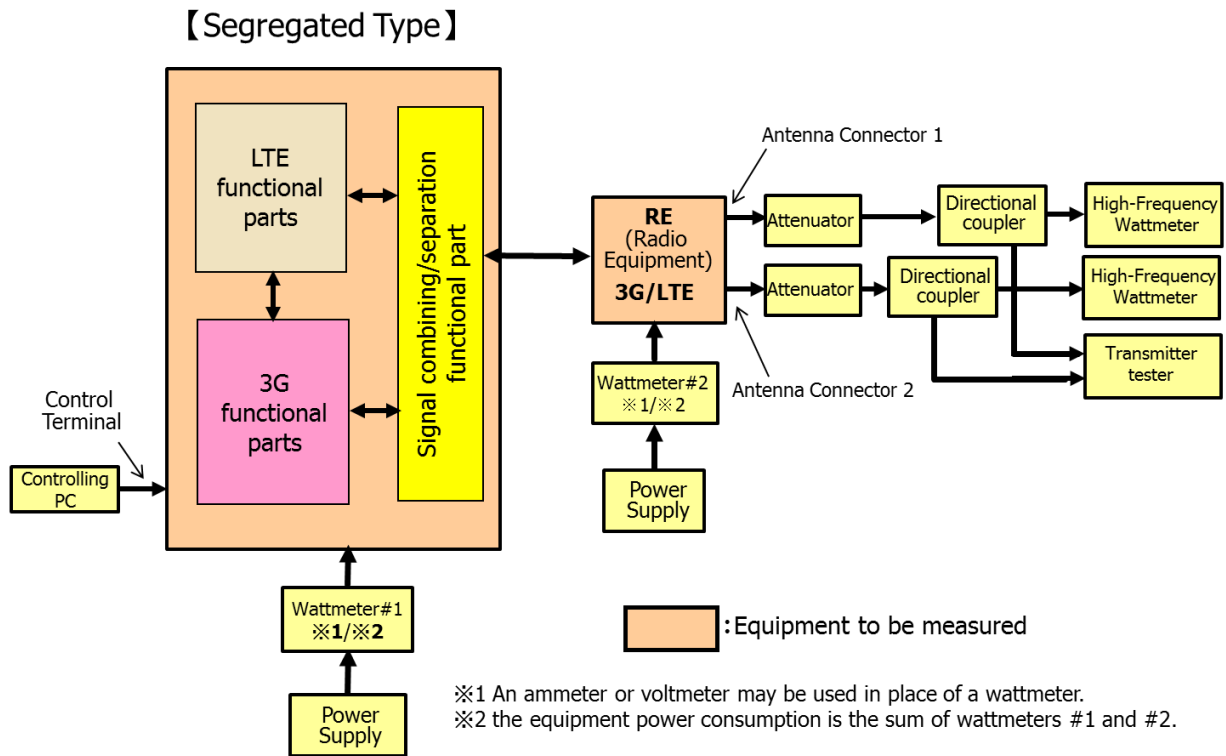 【Segregated Type】
LTE
functional
parts
3G
functional
parts
Signal combining/separation
functional part
Control
Terminal
Controlling
PC
Wattmeter#1
※1/※2
Power
Supply
RE
(Radio
Equipment)
3G/LTE
Wattmeter#2
※1/※2
Power
Supply
Antenna Connector 1
Antenna Connector 2
Attenuator
Directional
coupler
High-Frequency
Wattmeter
Attenuator
Directional
coupler
High-Frequency
Wattmeter
Transmitter
tester
:Equipment to be measured
※1 An ammeter or voltmeter may be used in place of a wattmeter.
※2 the equipment power consumption is the sum of wattmeters #1 and #2.